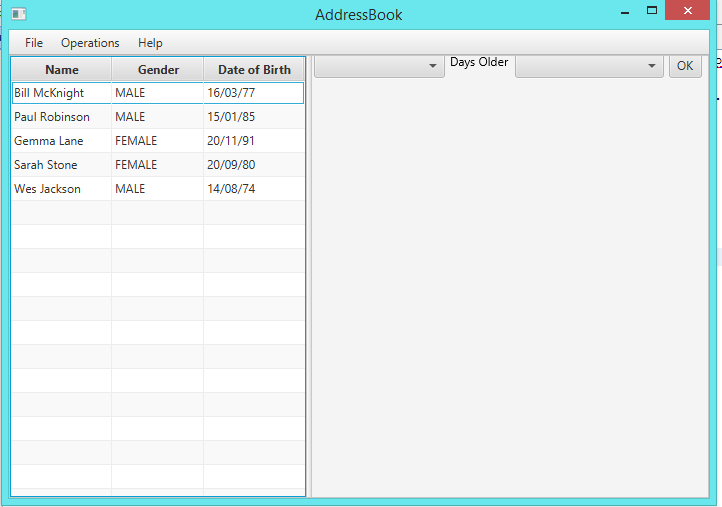 AddressBook
File Operations Help
Name Gender Date of Birth Days Older OK
Bill McKnight MALE 16/03/77
Paul Robinson MALE 15/01/85
Gemma Lane FEMALE 20/11/91
Sarah Stone FEMALE 20/09/80
Wes Jackson MALE 14/08/74